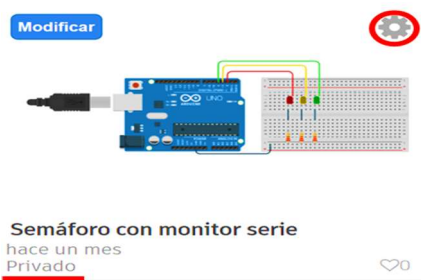 Modificar
UNO
Semáforo con monitor serie
hace un mes
Privado
0